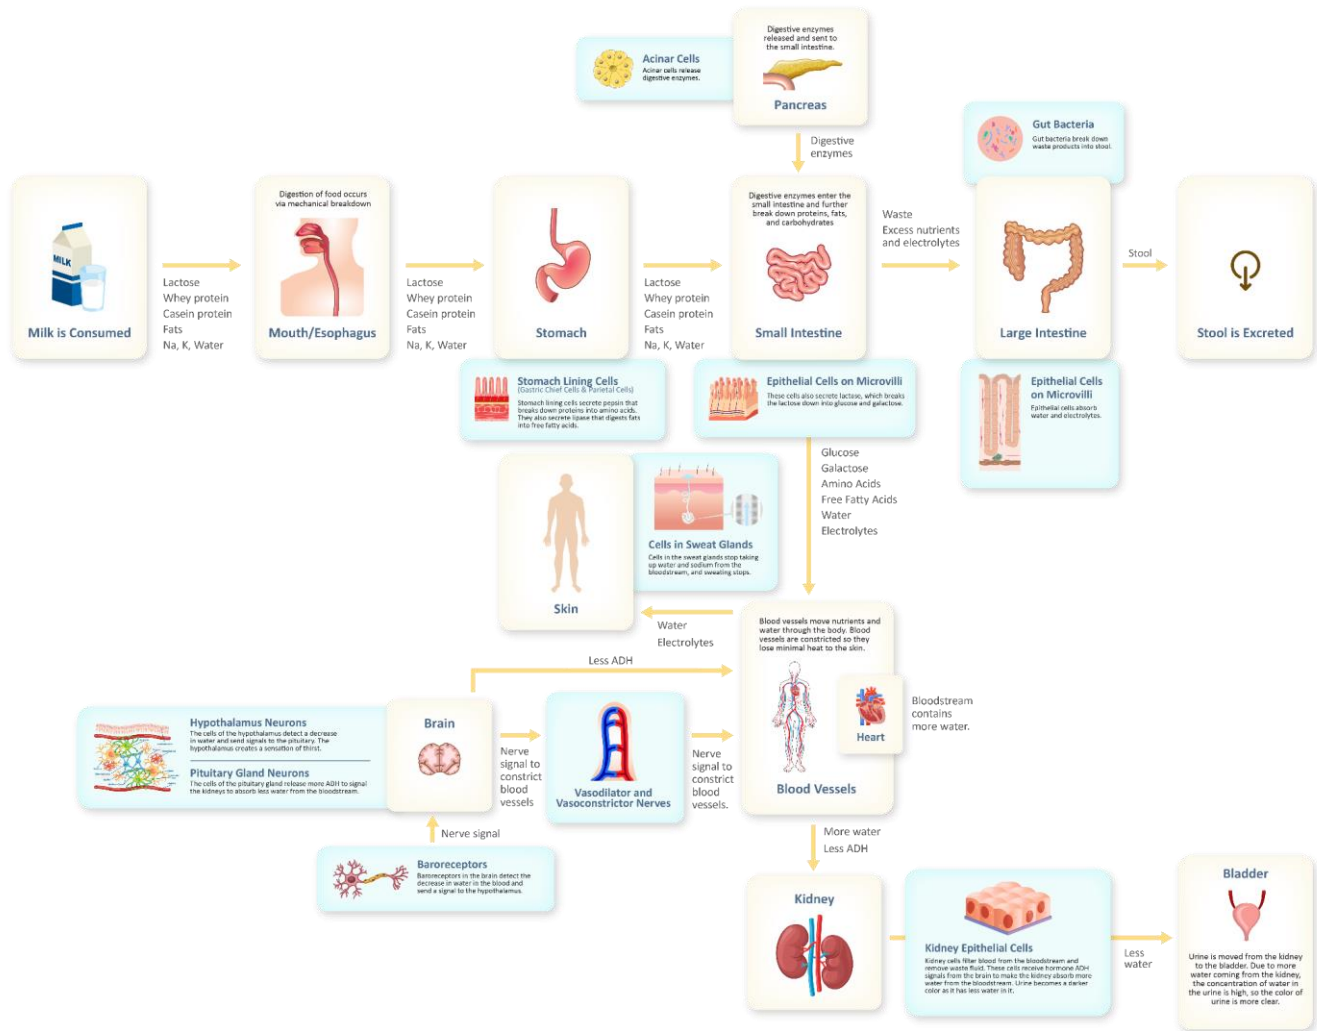 Digestive enzymes
released and sent to
the small intestine.
Acinar Cells
Acinar cells release
digestive enzymes.
Pancreas
Digestive
enzymes
Gut Bacteria
Gut bacteria break down
waste products into stool.
MILK
Milk is Consumed
Lactose
Whey protein
Casein protein
Fats
Na, K, Water
Digestion of food occurs
via mechanical breakdown
Mouth/Esophagus
Lactose
Whey protein
Casein protein
Fats
Na, K, Water
Stomach
Lactose
Whey protein
Casein protein
Fats
Na, K, Water
Digestive enzymes enter the
small intestine and further
break down proteins, fats,
and carbohydrates
Small Intestine
Waste
Excess nutrients
and electrolytes
Large Intestine
Stool
Stool is Excreted
Stomach Lining Cells
(Gastric Chief Cells & Parietal Cells)
Stomach lining cells secrete pepsin that
breaks down proteins into amino acids.
They also secrete lipase that digests fats
into free fatty acids.
Epithelial Cells on Microvilli
These cells also secrete lactase, which breaks
the lactose down into glucose and galactose.
Epithelial Cells
on Microvilli
Epithelial cells absorb
water and electrolytes.
Glucose
Galactose
Amino Acids
Free Fatty Acids
Water
Electrolytes
Skin
Cells in Sweat Glands
Cells in the sweat glands stop taking
up water and sodium from the
bloodstream, and sweating stops.
Water
Electrolytes
Blood vessels move nutrients and
water through the body. Blood
vessels are constricted so they
lose minimal heat to the skin.
Heart
Blood Vessels
Bloodstream
contains
more water.
Less ADH
Hypothalamus Neurons
The cells of the hypothalamus detect a decrease
in water and send signals to the pituitary. The
hypothalamus creates a sensation of thirst.
Pituitary Gland Neurons
The cells of the pituitary gland release more ADH to signal
the kidneys to absorb less water from the bloodstream.
Brain
Nerve
signal to
constrict
blood
vessels
Vasodilator and
Vasoconstrictor Nerves
Nerve
signal to
constrict
blood
vessels.
Nerve signal
Baroreceptors
Baroreceptors in the brain detect the
decrease in water in the blood and
send a signal to the hypothalamus.
More water
Less ADH
Kidney
Kidney Epithelial Cells
Kidney cells filter blood from the bloodstream and
remove waste fluid. These cells receive hormone ADH
signals from the brain to make the kidney absorb more
water from the bloodstream. Urine becomes a darker
color as it has less water in it.
Less
water
Bladder
Urine is moved from the kidney
to the bladder. Due to more
water coming from the kidney,
the concentration of water in
the urine is high, so the color of
urine is more clear.